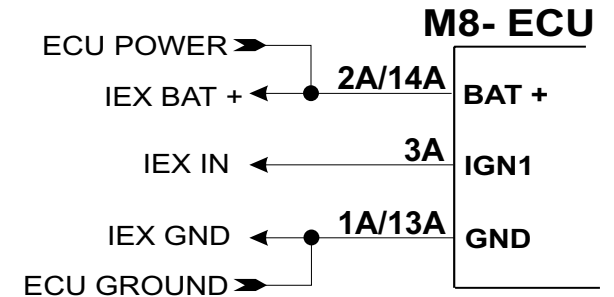 M8- ECU
ECU POWER
IEX BAT +
2A/14A
BAT +
IEX IN
3A
IGN1
IEX GND
1A/13A
GND
ECU GROUND